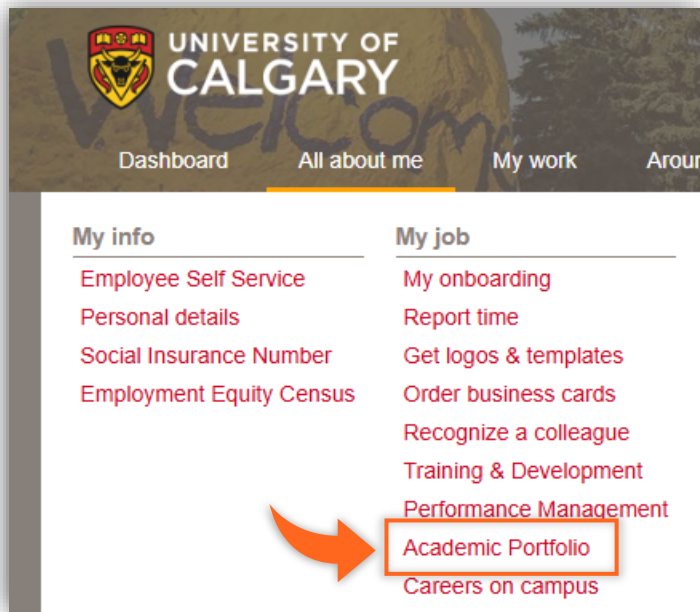 UNIVERSITY OF
CALGARY
Welcom
Dashboard All about me My work Aroun
My info
Employee Self Service
Personal details
Social Insurance Number
Employment Equity Census
My job
My onboarding
Report time
Get logos & templates
Order business cards
Recognize a colleague
Training & Development
Performance Management
Academic Portfolio
Careers on campus